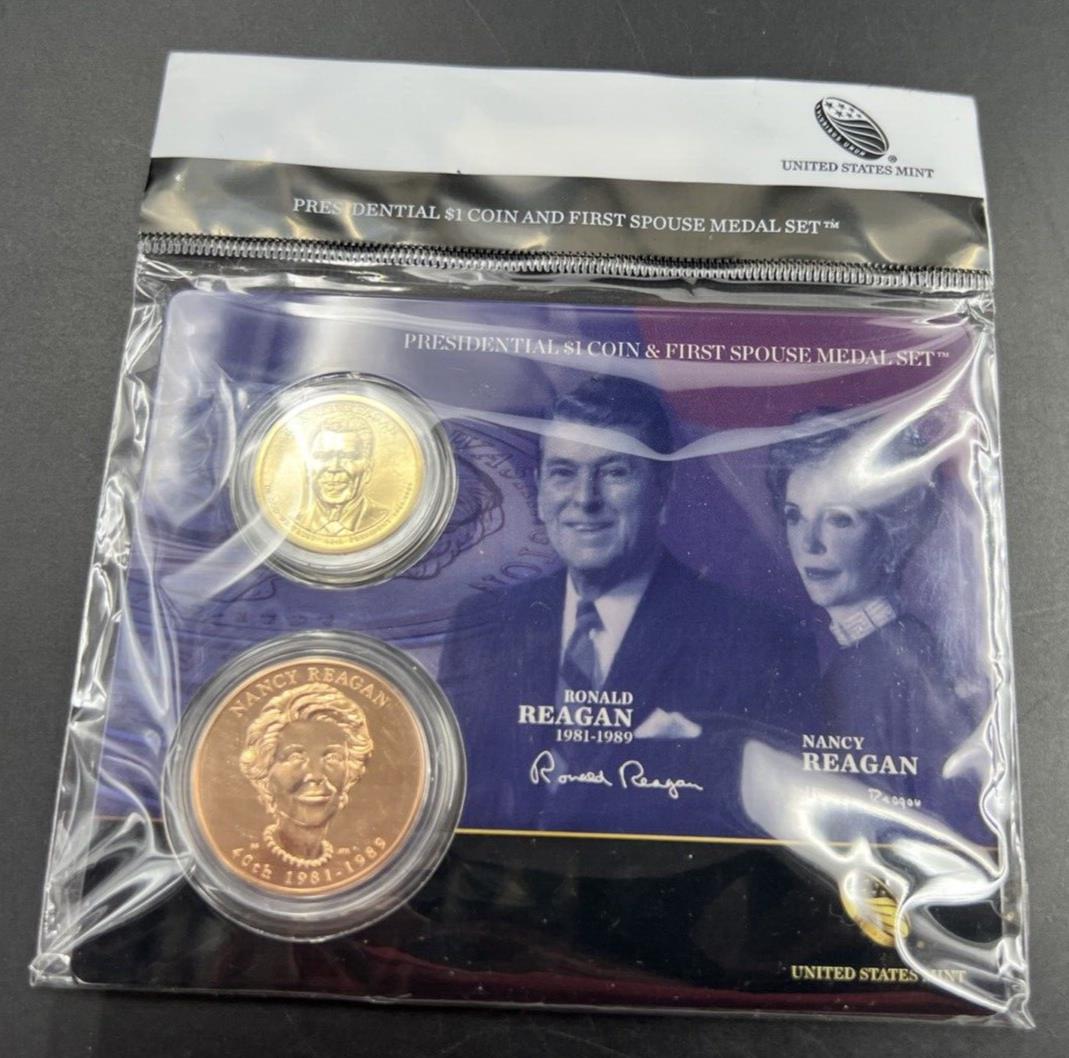 UNITED STATES MINT
PRESIDENTIAL $1 COIN AND FIRST SPOUSE MEDAL SET™
PRESIDENTIAL $1 COIN & FIRST SPOUSE MEDAL SET™
NANCY REAGAN
40th 1981-1989
RONALD
REAGAN
1981-1989
Ronald Reagan
NANCY
REAGAN
Reagan
UNITED STATES MINT